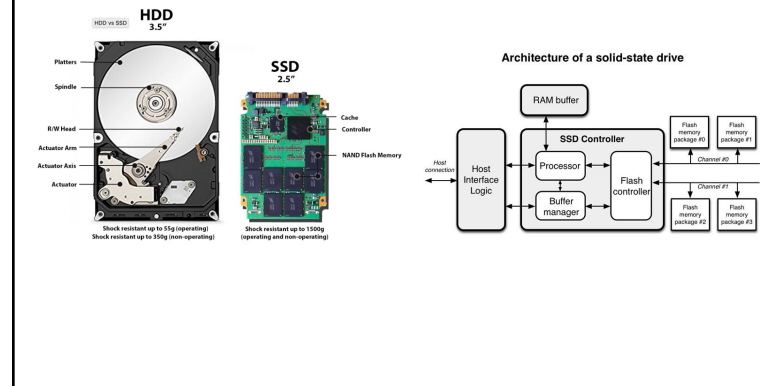 HDD vs SSD
HDD
3.5"
Platters
Spindle
R/W Head
Actuator Arm
Actuator Axis
Actuator
Shock resistant up to 55g (operating)
Shock resistant up to 350g (non-operating)
SSD
2.5"
Cache
Controller
NAND Flash Memory
Shock resistant up to 1500g
(operating and non-operating)
Architecture of a solid-state drive
RAM buffer
SSD Controller
Host
connection
Host
Interface
Logic
Processor
Buffer
manager
Flash
controller
Flash
memory
package #0
Flash
memory
package #1
Channel #0
Channel #1
Flash
memory
package #2
Flash
memory
package #3